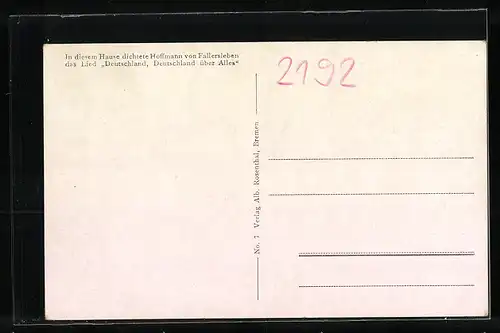 In diesem Hause dichtete Hoffmann von Fallersleben
das Lied „Deutschland, Deutschland über Alles“
2192
No. 7 Verlag Alb. Rosenthal, Bremen